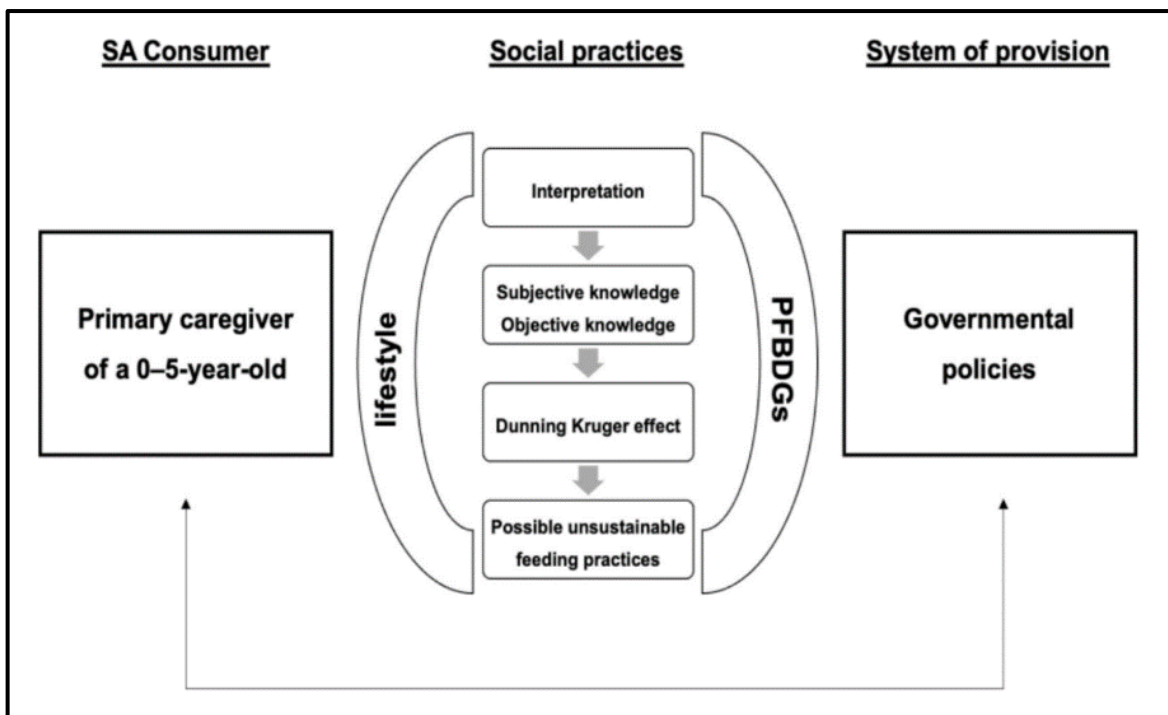 SA Consumer
Social practices
System of provision
Primary caregiver
of a 0–5-year-old
lifestyle
Interpretation
Subjective knowledge
Objective knowledge
Dunning Kruger effect
Possible unsustainable
feeding practices
PFBDGs
Governmental
policies